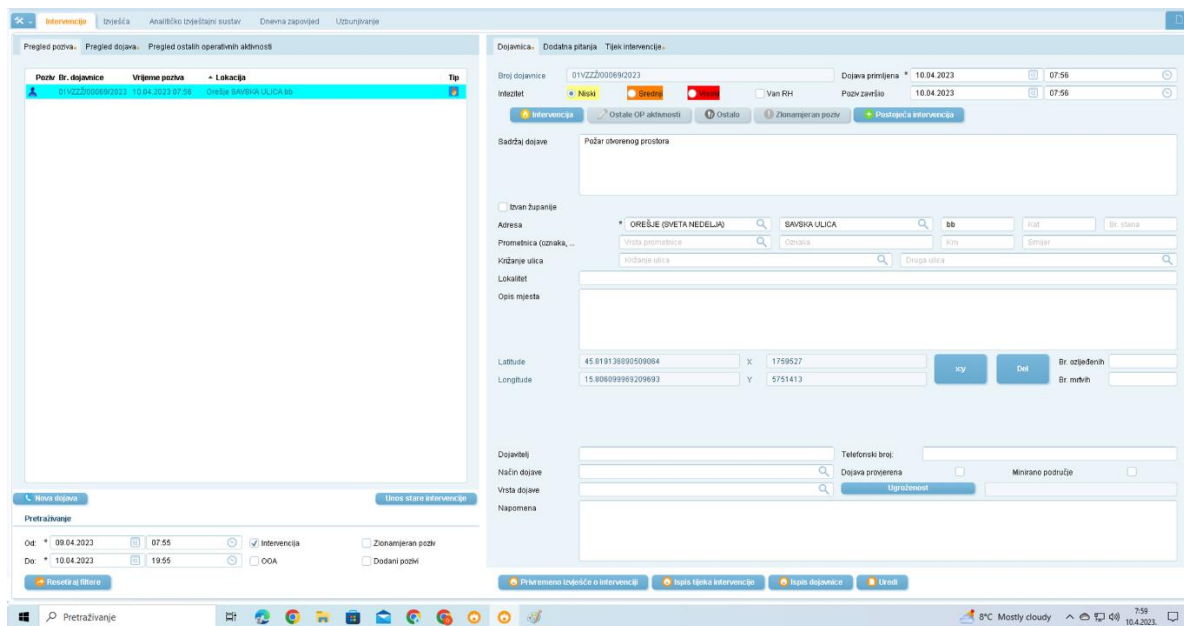 Intervencije Izvješća Analitičko izvještajni sustav Dnevna zapovijed Uzbunjivanje
Pregled poziva Pregled dojava Pregled ostalih operativnih aktivnosti
Poziv Br. dojavnice Vrijeme poziva Lokacija Tip
01VZZŽ/00069/2023 10.04.2023 07:56 Orešje SAVSKA ULICA bb
Nova dojava Unos stare intervencije
Pretraživanje
Od: * 09.04.2023 07:55 Intervencija Zlonamjeran poziv
Do: * 10.04.2023 19:55 OOA Dodani pozivi
Resetiraj filtere
Dojavnica Dodatna pitanja Tijek intervencije
Broj dojavnice 01VZZŽ/00069/2023 Dojava primljena * 10.04.2023 07:56
Intezitet Niski Srednji Visoki Van RH Poziv završio 10.04.2023 07:56
Intervencija Ostale OP aktivnosti Ostalo Zlonamjeran poziv Postojeća intervencija
Sadržaj dojave Požar otvorenog prostora
Izvan županije
Adresa * OREŠJE (SVETA NEDELJA) SAVSKA ULICA bb Kat Br. stana
Prometnica (oznaka, ... Vrsta prometnice Oznaka Km Smjer
Križanje ulica Križanje ulica Druga ulica
Lokalitet
Opis mjesta
Latitude 45.819138890509064 X 1759527 x:y Del Br. ozljeđenih
Longitude 15.806099969209693 Y 5751413 Br. mrtvih
Dojavitelj Telefonski broj:
Način dojave Dojava provjerena Minirano područje
Vrsta dojave Ugroženost
Napomena
Privremeno izvješće o intervenciji Ispis tijeka intervencije Ispis dojavnice Uredi
Pretraživanje 8°C Mostly cloudy 7:59
10.4.2023.